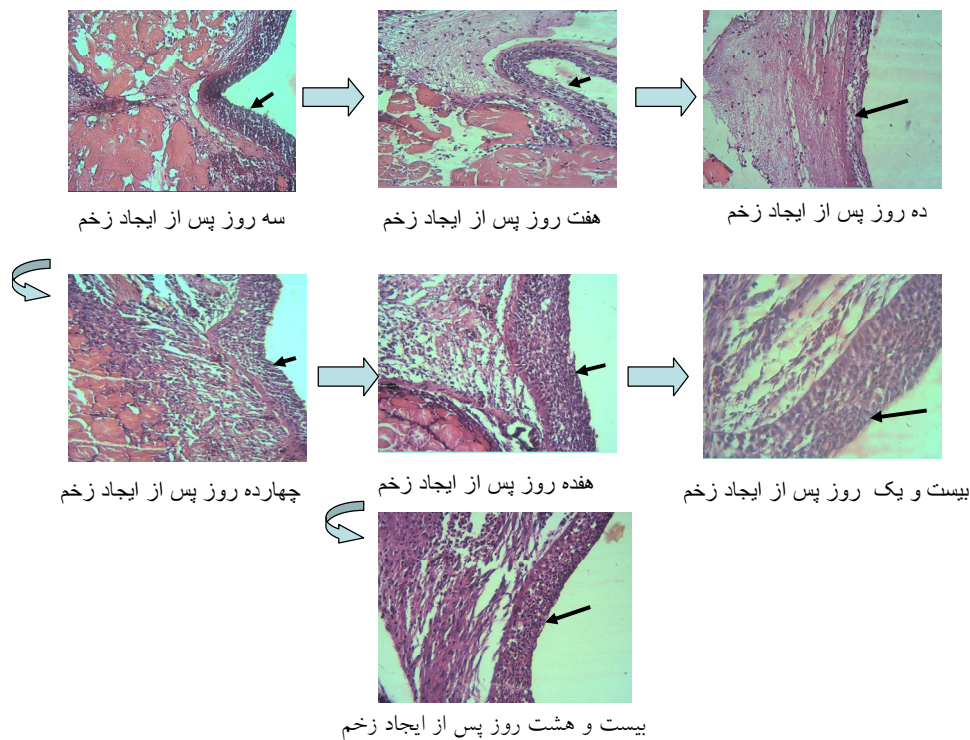 سه روز پس از ایجاد زخم
هفت روز پس از ایجاد زخم
ده روز پس از ایجاد زخم
چهارده روز پس از ایجاد زخم
هفده روز پس از ایجاد زخم
بیست و یک روز پس از ایجاد زخم
بیست و هشت روز پس از ایجاد زخم